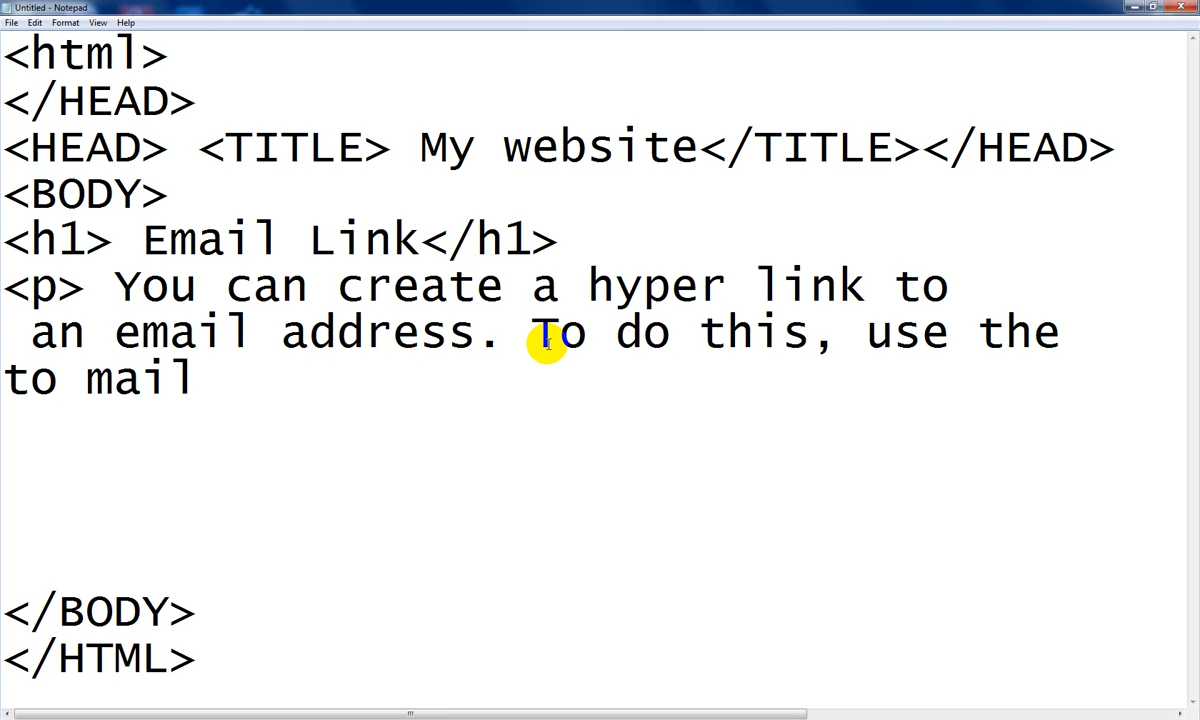 Untitled - Notepad
File Edit Format View Help
<html>
</HEAD>
<HEAD> <TITLE> My website</TITLE></HEAD>
<BODY>
<h1> Email Link</h1>
<p> You can create a hyper link to
an email address. To do this, use the
to mail
</BODY>
</HTML>